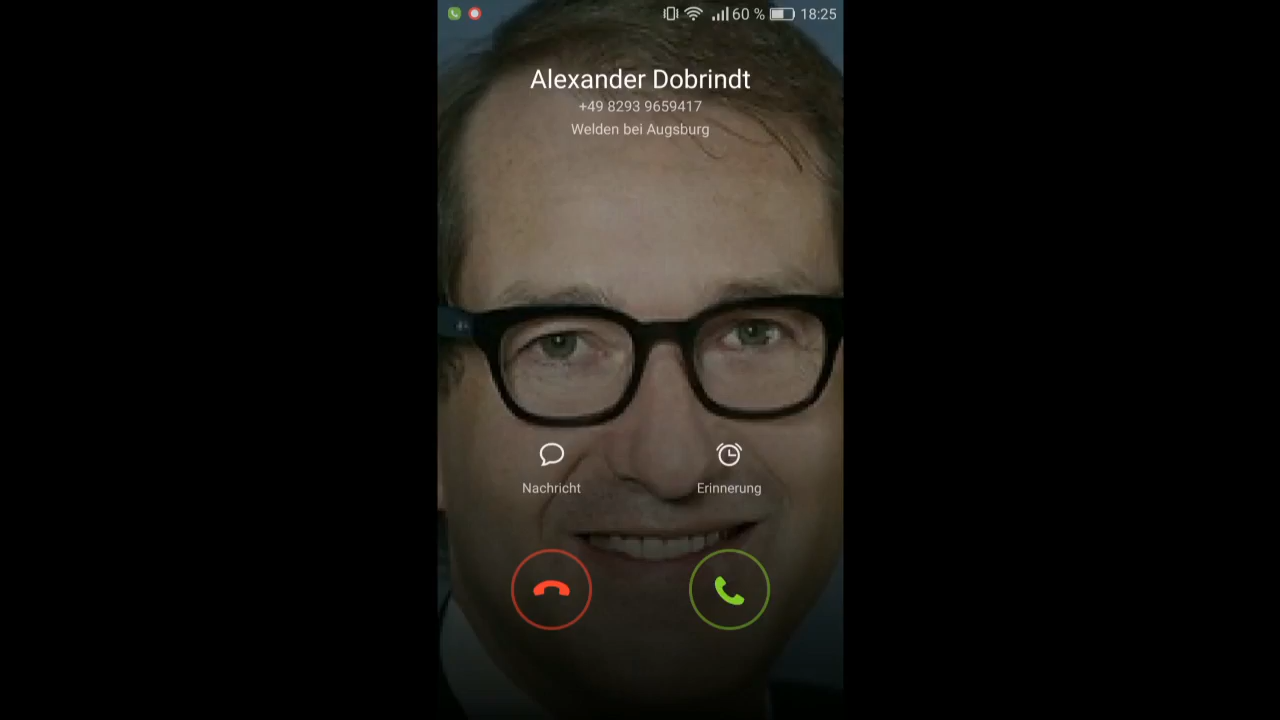 60 % 18:25
Alexander Dobrindt
+49 8293 9659417
Welden bei Augsburg
Nachricht Erinnerung